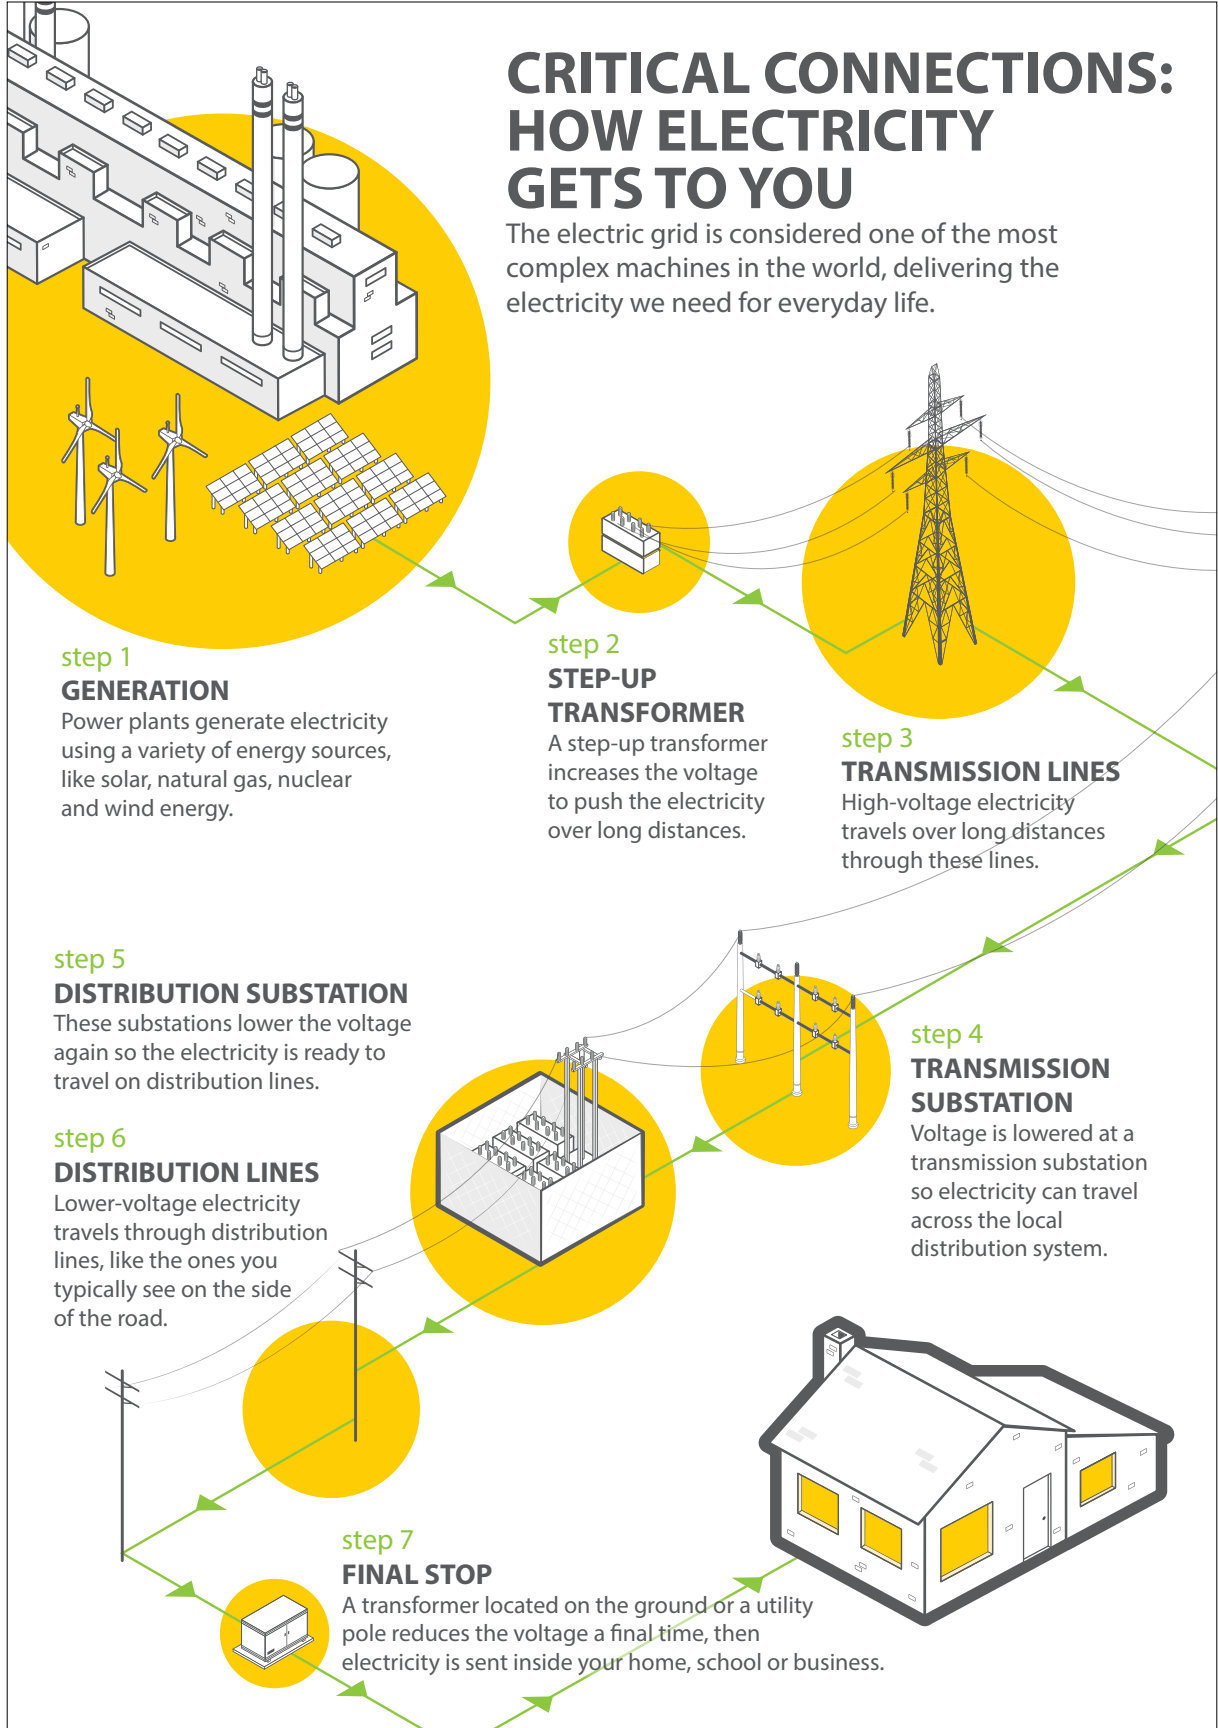 CRITICAL CONNECTIONS:
HOW ELECTRICITY
GETS TO YOU
The electric grid is considered one of the most
complex machines in the world, delivering the
electricity we need for everyday life.
step 1
GENERATION
Power plants generate electricity
using a variety of energy sources,
like solar, natural gas, nuclear
and wind energy.
step 2
STEP-UP
TRANSFORMER
A step-up transformer
increases the voltage
to push the electricity
over long distances.
step 3
TRANSMISSION LINES
High-voltage electricity
travels over long distances
through these lines.
step 4
TRANSMISSION
SUBSTATION
Voltage is lowered at a
transmission substation
so electricity can travel
across the local
distribution system.
step 5
DISTRIBUTION SUBSTATION
These substations lower the voltage
again so the electricity is ready to
travel on distribution lines.
step 6
DISTRIBUTION LINES
Lower-voltage electricity
travels through distribution
lines, like the ones you
typically see on the side
of the road.
step 7
FINAL STOP
A transformer located on the ground or a utility
pole reduces the voltage a final time, then
electricity is sent inside your home, school or business.